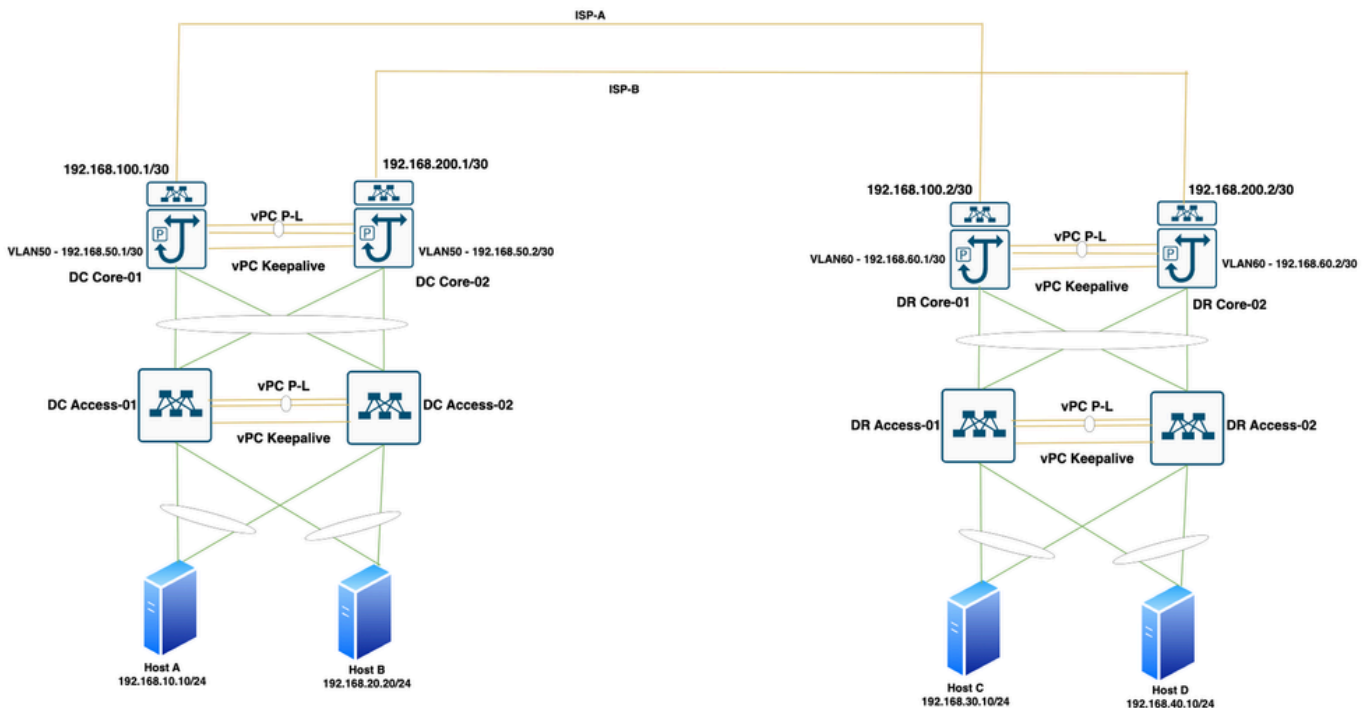 ISP-A
ISP-B
192.168.100.1/30
192.168.200.1/30
192.168.100.2/30
192.168.200.2/30
vPC P-L
P
P
VLAN50 - 192.168.50.1/30
VLAN50 - 192.168.50.2/30
vPC Keepalive
DC Core-01
DC Core-02
vPC P-L
P
P
VLAN60 - 192.168.60.1/30
VLAN60 - 192.168.60.2/30
vPC Keepalive
DR Core-01
DR Core-02
DC Access-01
vPC P-L
DC Access-02
vPC Keepalive
DR Access-01
vPC P-L
DR Access-02
vPC Keepalive
Host A
192.168.10.10/24
Host B
192.168.20.20/24
Host C
192.168.30.10/24
Host D
192.168.40.10/24